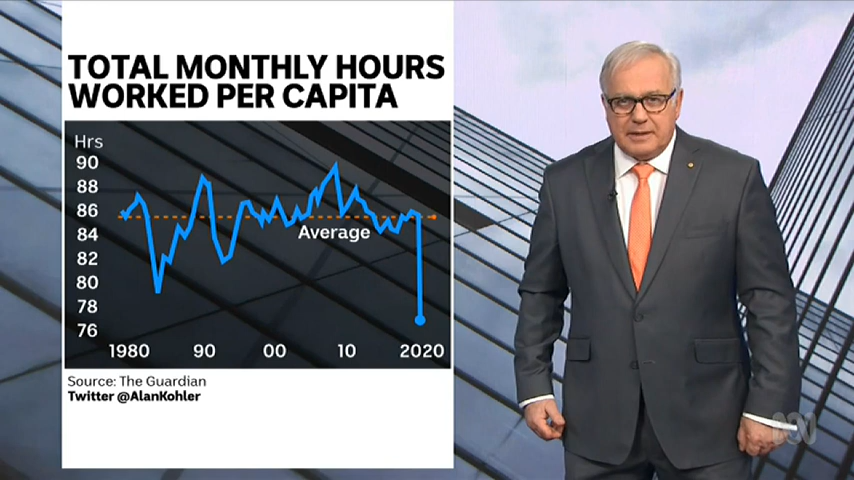 TOTAL MONTHLY HOURS
WORKED PER CAPITA
Hrs
90
88
86
84
82
80
78
76
Average
1980 90 00 10 2020
Source: The Guardian
Twitter @AlanKohler